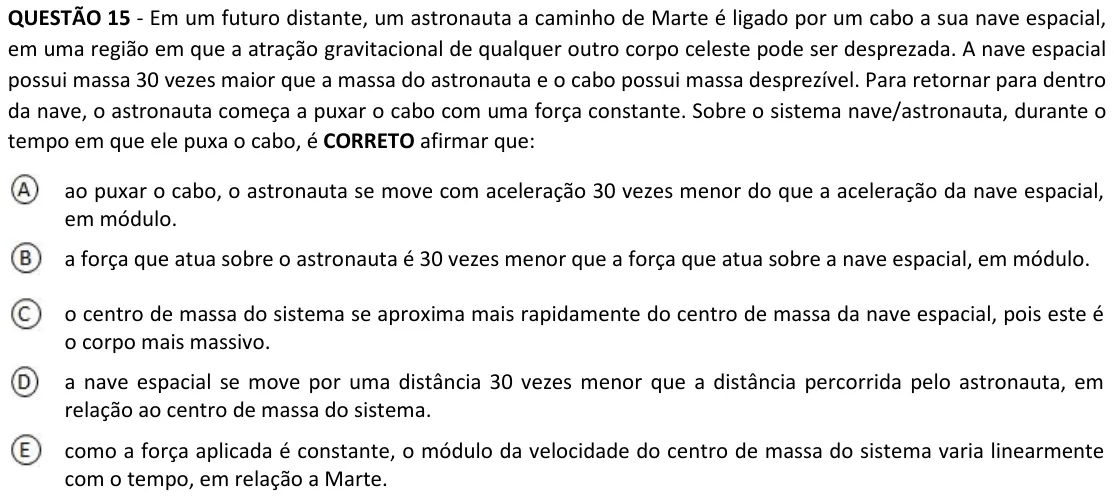 QUESTÃO 15 - Em um futuro distante, um astronauta a caminho de Marte é ligado por um cabo a sua nave espacial,
em uma região em que a atração gravitacional de qualquer outro corpo celeste pode ser desprezada. A nave espacial
possui massa 30 vezes maior que a massa do astronauta e o cabo possui massa desprezível. Para retornar para dentro
da nave, o astronauta começa a puxar o cabo com uma força constante. Sobre o sistema nave/astronauta, durante o
tempo em que ele puxa o cabo, é CORRETO afirmar que:
A ao puxar o cabo, o astronauta se move com aceleração 30 vezes menor do que a aceleração da nave espacial,
em módulo.
B a força que atua sobre o astronauta é 30 vezes menor que a força que atua sobre a nave espacial, em módulo.
C o centro de massa do sistema se aproxima mais rapidamente do centro de massa da nave espacial, pois este é
o corpo mais massivo.
D a nave espacial se move por uma distância 30 vezes menor que a distância percorrida pelo astronauta, em
relação ao centro de massa do sistema.
E como a força aplicada é constante, o módulo da velocidade do centro de massa do sistema varia linearmente
com o tempo, em relação a Marte.